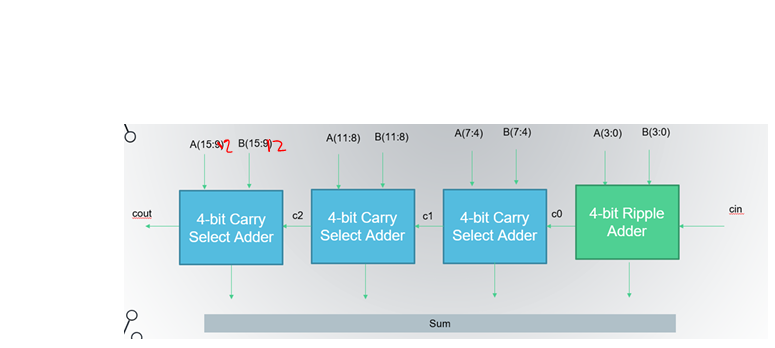 A(15:9 12 B(15:9) 12 A(11:8) B(11:8) A(7:4) B(7:4) A(3:0) B(3:0)
cout 4-bit Carry Select Adder c2 4-bit Carry Select Adder c1 4-bit Carry Select Adder c0 4-bit Ripple Adder cin
Sum